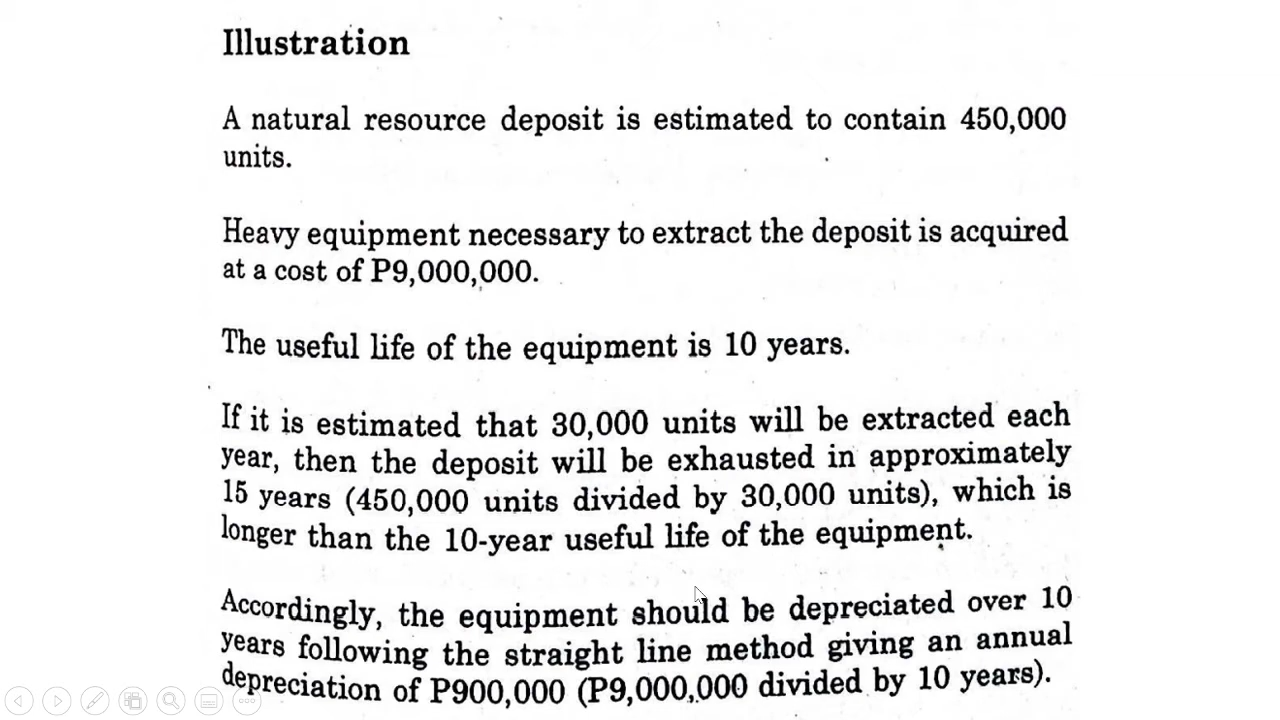 Illustration
A natural resource deposit is estimated to contain 450,000
units.
Heavy equipment necessary to extract the deposit is acquired
at a cost of P9,000,000.
The useful life of the equipment is 10 years.
If it is estimated that 30,000 units will be extracted each
year, then the deposit will be exhausted in approximately
15 years (450,000 units divided by 30,000 units), which is
longer than the 10-year useful life of the equipment.
Accordingly, the equipment should be depreciated over 10
years following the straight line method giving an annual
depreciation of P900,000 (P9,000,000 divided by 10 years).